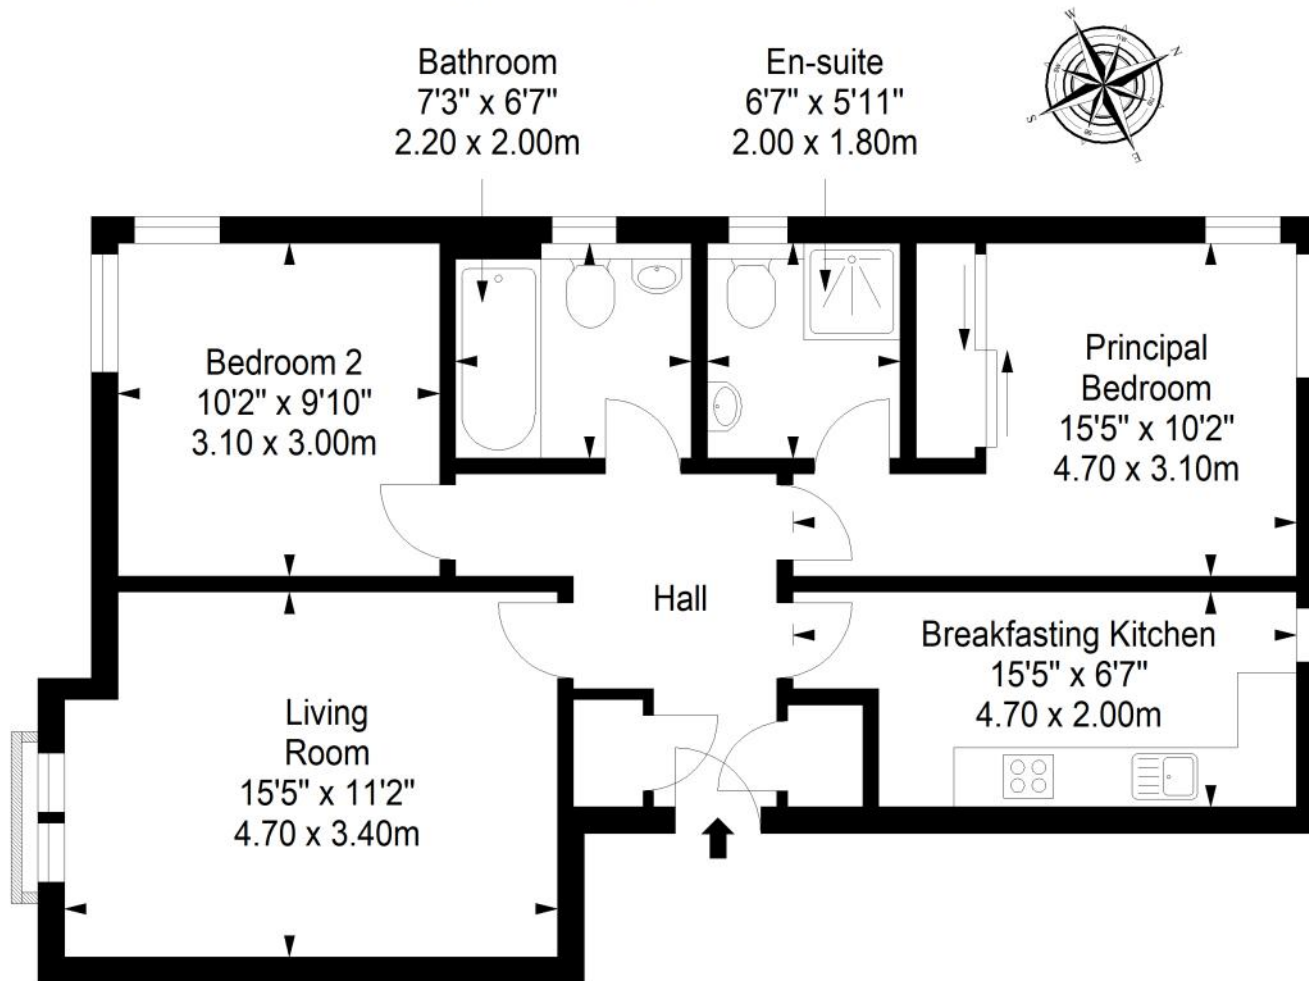 Bathroom
7'3" x 6'7"
2.20 x 2.00m
En-suite
6'7" x 5'11"
2.00 x 1.80m
W
N
S
E
Bedroom 2
10'2" x 9'10"
3.10 x 3.00m
Principal
Bedroom
15'5" x 10'2"
4.70 x 3.10m
Hall
Breakfasting Kitchen
15'5" x 6'7"
4.70 x 2.00m
Living
Room
15'5" x 11'2"
4.70 x 3.40m